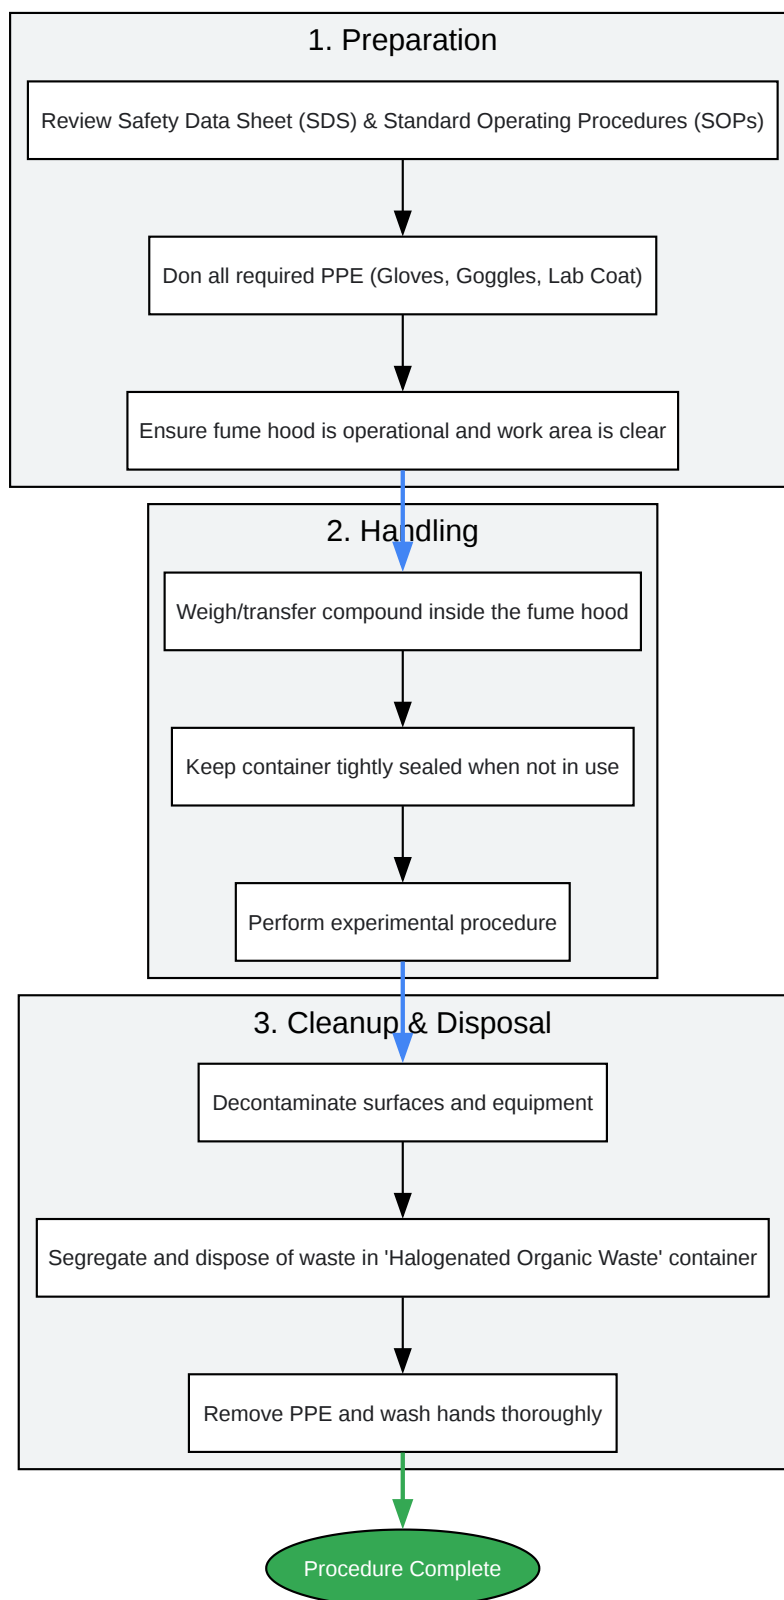 1. Preparation
Review Safety Data Sheet (SDS) & Standard Operating Procedures (SOPs)
Don all required PPE (Gloves, Goggles, Lab Coat)
Ensure fume hood is operational and work area is clear
2. Handling
Weigh/transfer compound inside the fume hood
Keep container tightly sealed when not in use
Perform experimental procedure
3. Cleanup & Disposal
Decontaminate surfaces and equipment
Segregate and dispose of waste in 'Halogenated Organic Waste' container
Remove PPE and wash hands thoroughly
Procedure Complete